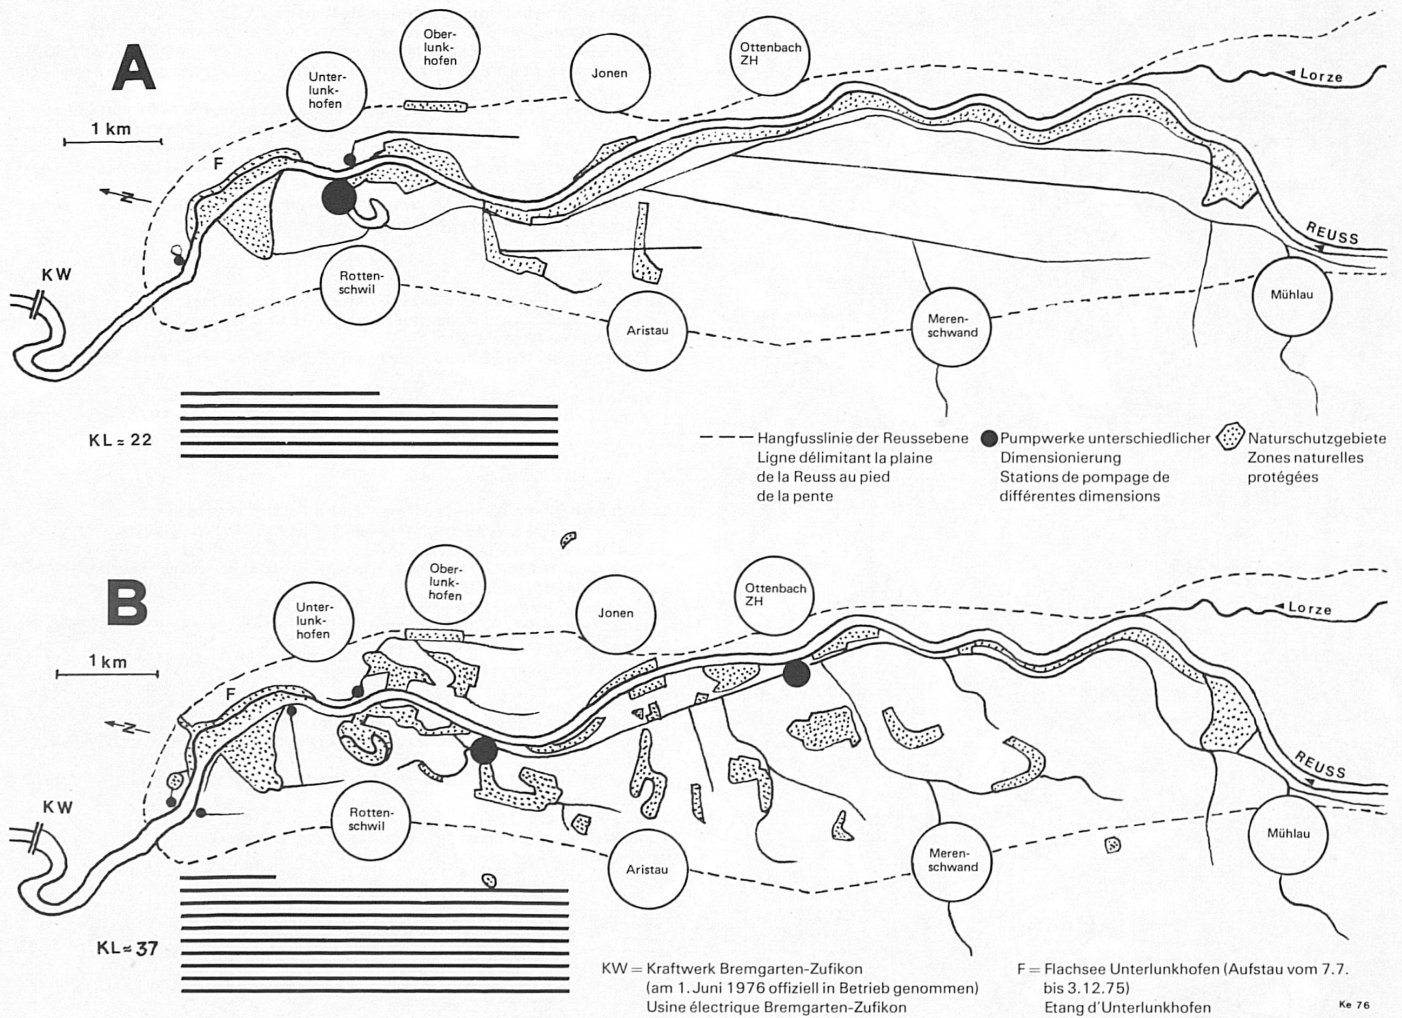 A
Ober-
lunk-
hofen
Unter-
lunk-
hofen
Jonen
Ottenbach
ZH
Lorze
1 km
F
N
KW
REUSS
Rotten-
schwil
Aristau
Meren-
schwand
Mühlau
KL ≈ 22
Hangfusslinie der Reussebene
Ligne délimitant la plaine
de la Reuss au pied
de la pente
Pumpwerke unterschiedlicher
Dimensionierung
Stations de pompage de
différentes dimensions
Naturschutzgebiete
Zones naturelles
protégées
B
Ober-
lunk-
hofen
Unter-
lunk-
hofen
Jonen
Ottenbach
ZH
Lorze
1 km
F
N
KW
REUSS
Rotten-
schwil
Aristau
Meren-
schwand
Mühlau
KL ≈ 37
KW = Kraftwerk Bremgarten-Zufikon
(am 1. Juni 1976 offiziell in Betrieb genommen)
Usine électrique Bremgarten-Zufikon
F = Flachsee Unterlunkhofen (Aufstau vom 7.7.
bis 3.12.75)
Etang d'Unterlunkhofen
Ke 76